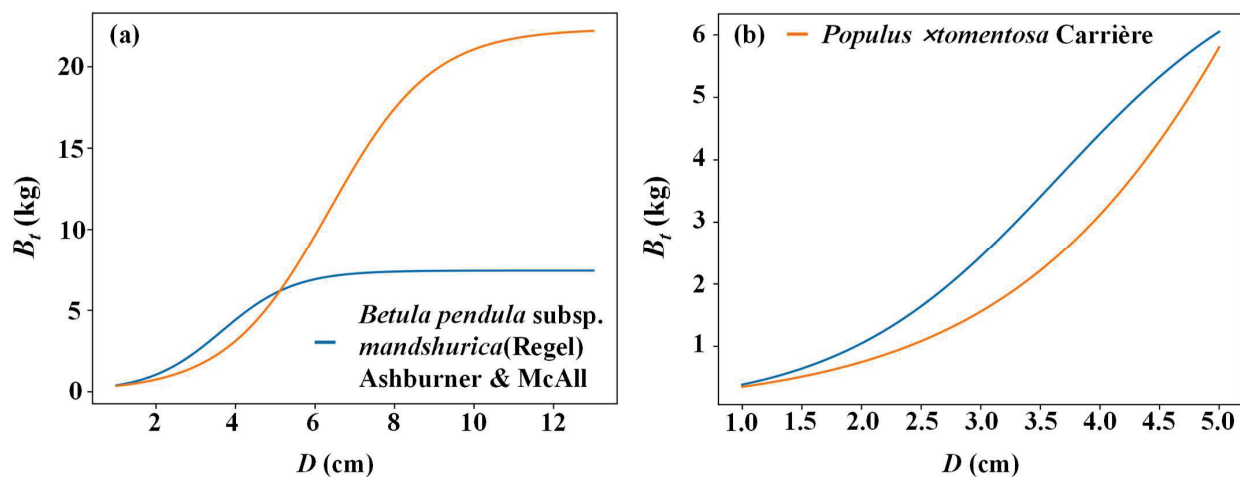 (a)
20
15
10
5
0
B_t (kg)
Betula pendula subsp.
mandshurica(Regel)
Ashburner & McAll
2 4 6 8 10 12
D (cm)
(b) Populus ×tomentosa Carrière
6
5
4
3
2
1
B_t (kg)
1.0 1.5 2.0 2.5 3.0 3.5 4.0 4.5 5.0
D (cm)